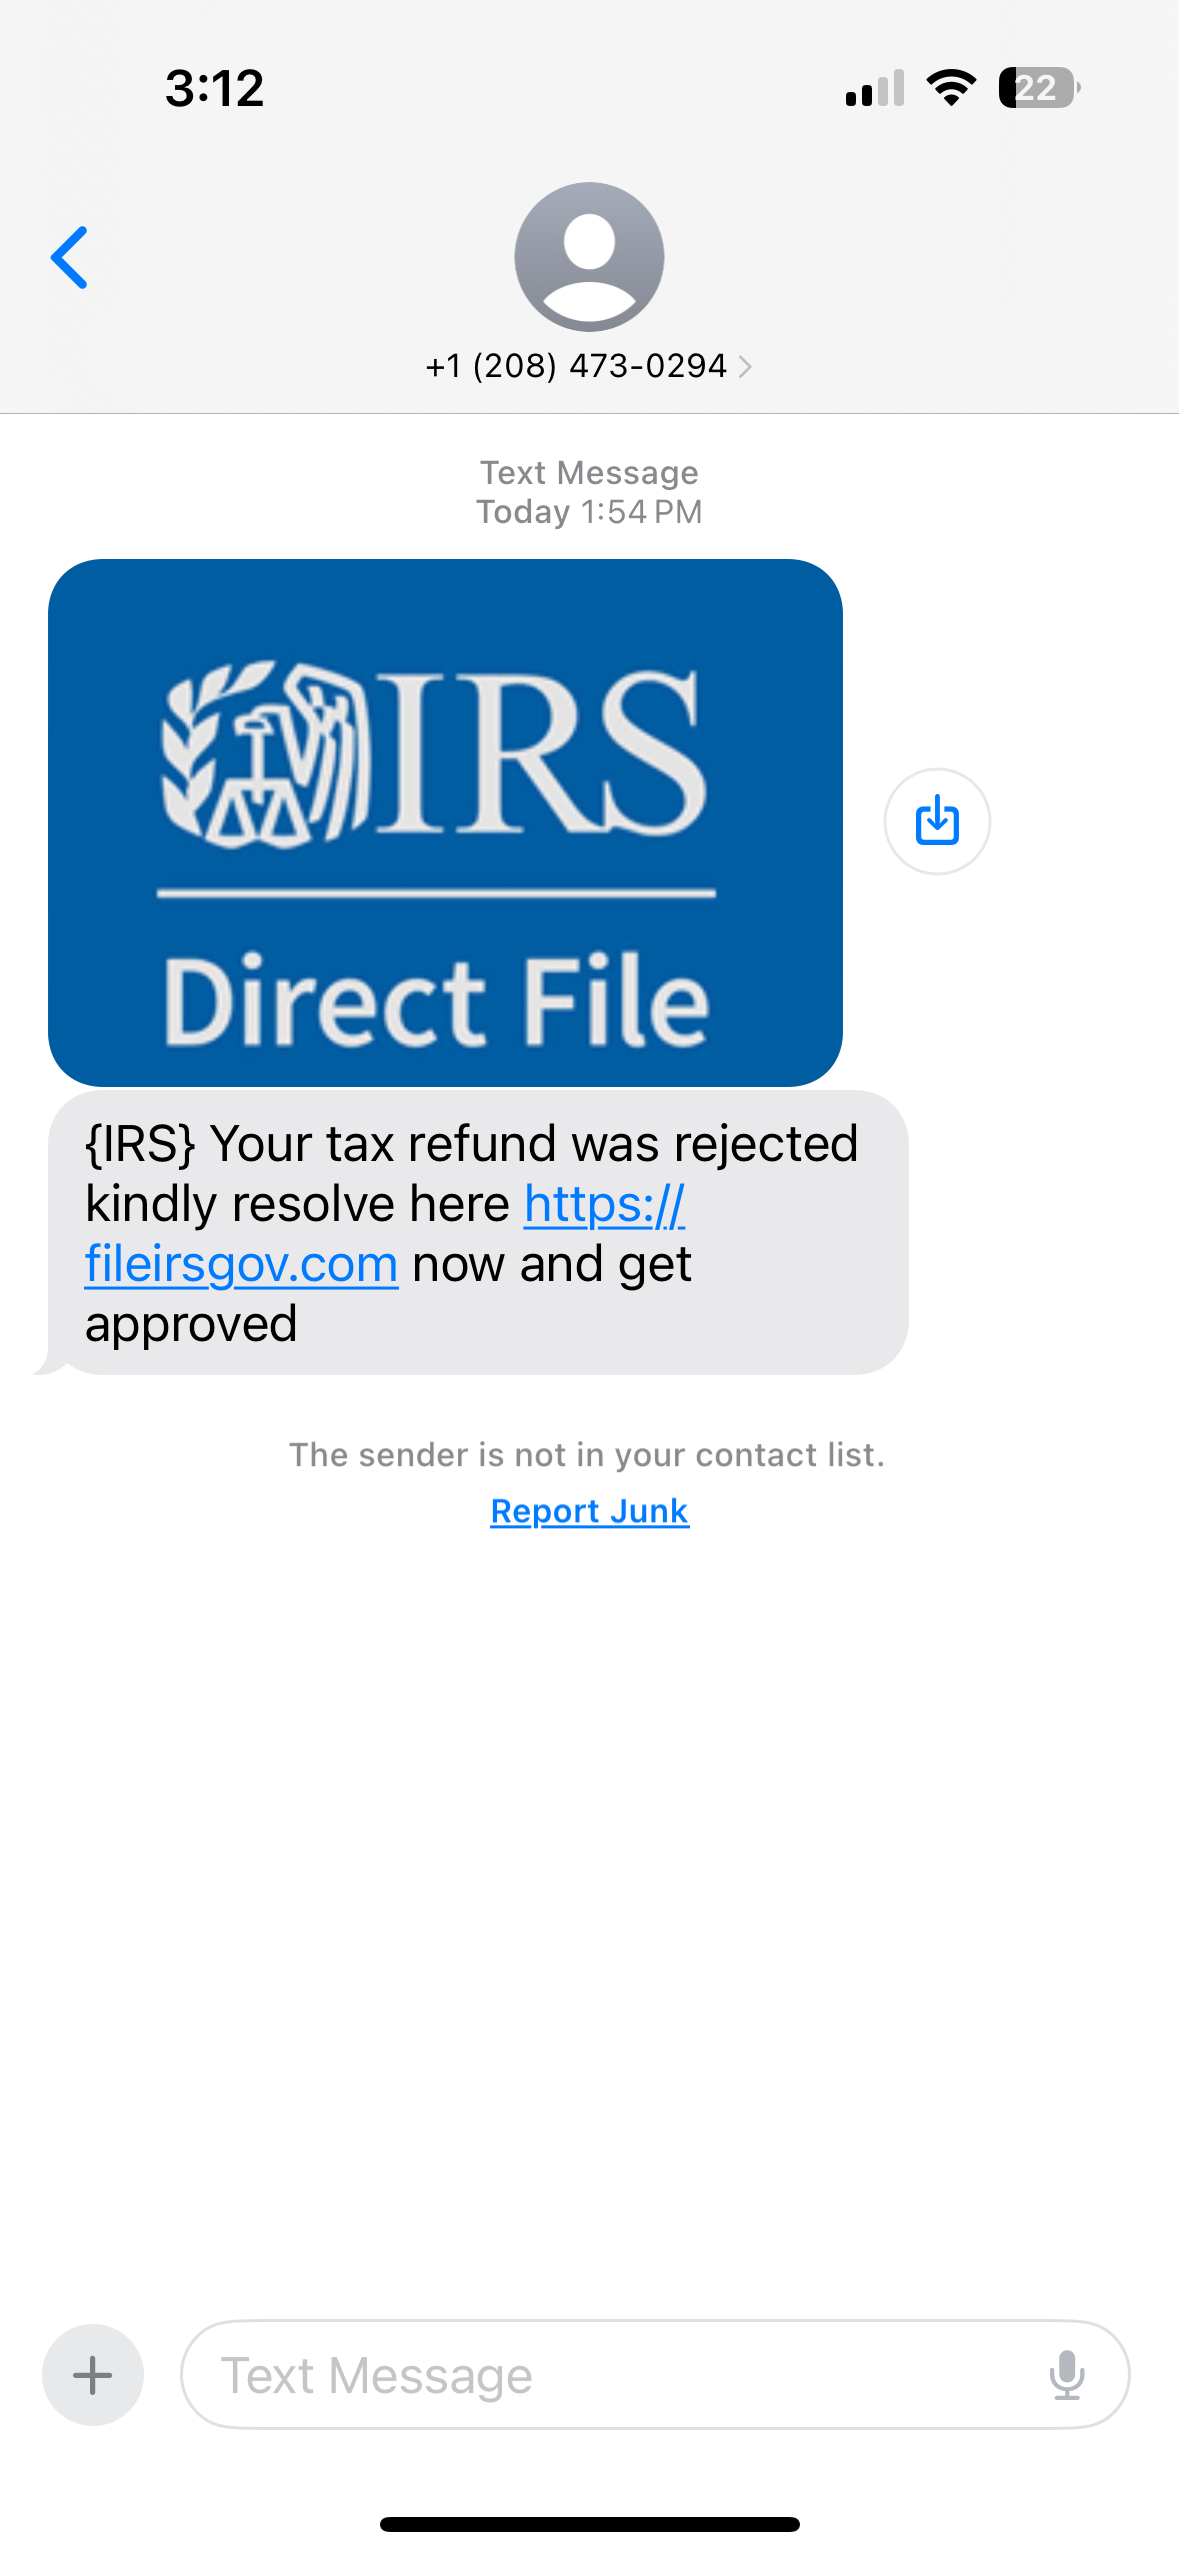 3:12
22
+1 (208) 473-0294
Text Message
Today 1:54 PM
IRS
Direct File
{IRS} Your tax refund was rejected
kindly resolve here https://
fileirsgov.com now and get
approved
The sender is not in your contact list.
Report Junk
Text Message